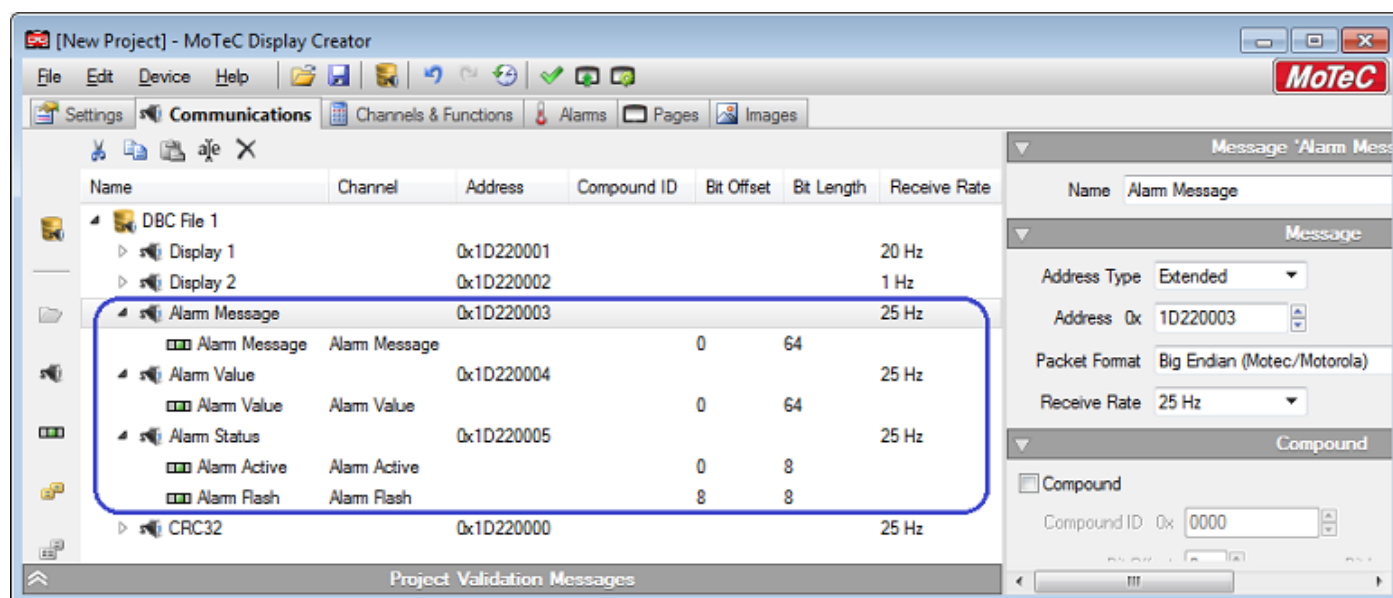 [New Project] - MoTeC Display Creator
File Edit Device Help MoTeC
Settings Communications Channels & Functions Alarms Pages Images
Message 'Alarm Mess
Name Channel Address Compound ID Bit Offset Bit Length Receive Rate
Name Alarm Message
DBC File 1
Message
Display 1 0x1D220001 20 Hz
Address Type Extended
Display 2 0x1D220002 1 Hz
Alarm Message 0x1D220003 25 Hz
Address 0x 1D220003
Alarm Message Alarm Message 0 64
Packet Format Big Endian (Motec/Motorola)
Alarm Value 0x1D220004 25 Hz
Receive Rate 25 Hz
Alarm Value Alarm Value 0 64
Alarm Status 0x1D220005 25 Hz
Compound
Alarm Active Alarm Active 0 8
Compound
Alarm Flash Alarm Flash 8 8
CRC32 0x1D220000 25 Hz
Compound ID 0x 0000
Project Validation Messages